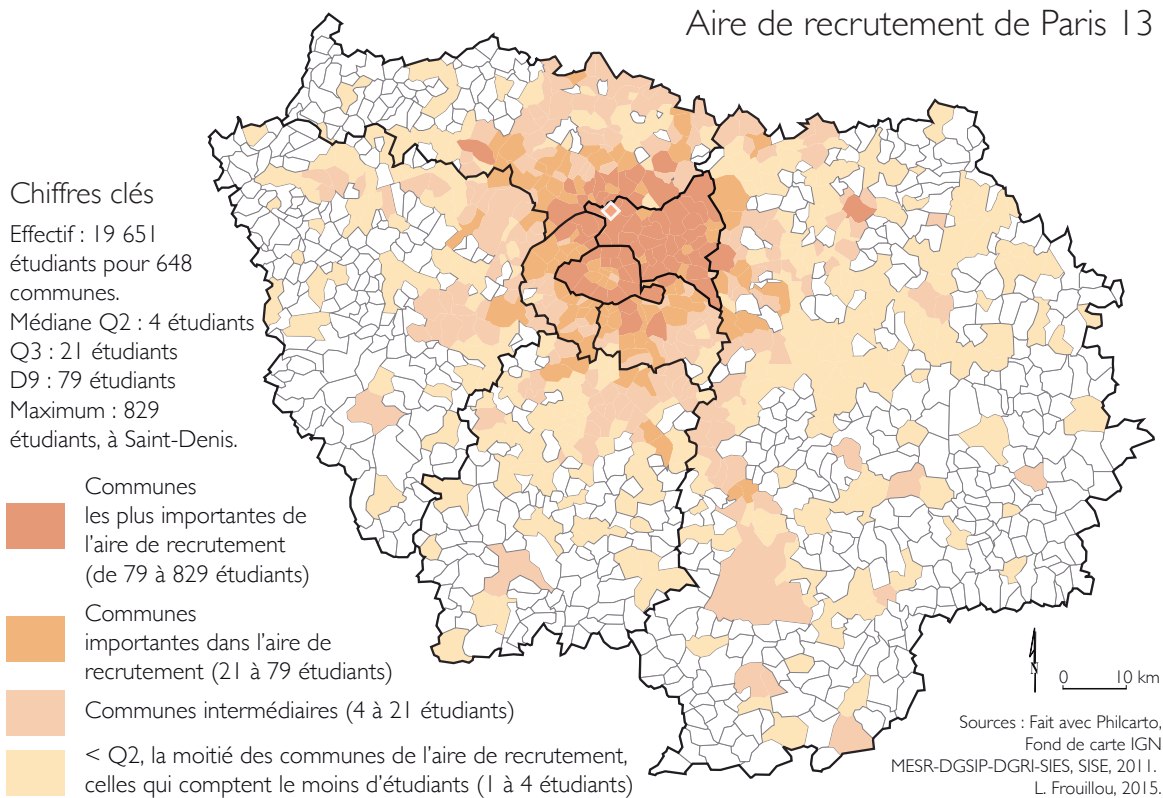 Aire de recrutement de Paris 13
Chiffres clés
Effectif : 19 651
étudiants pour 648
communes.
Médiane Q2 : 4 étudiants
Q3 : 21 étudiants
D9 : 79 étudiants
Maximum : 829
étudiants, à Saint-Denis.
Communes
les plus importantes de
l'aire de recrutement
(de 79 à 829 étudiants)
Communes
importantes dans l'aire de
recrutement (21 à 79 étudiants)
Communes intermédiaires (4 à 21 étudiants)
< Q2, la moitié des communes de l'aire de recrutement,
celles qui comptent le moins d'étudiants (1 à 4 étudiants)
N
0 10 km
Sources : Fait avec Philcarto,
Fond de carte IGN
MESR-DGSIP-DGRI-SIES, SISE, 2011.
L. Frouillou, 2015.